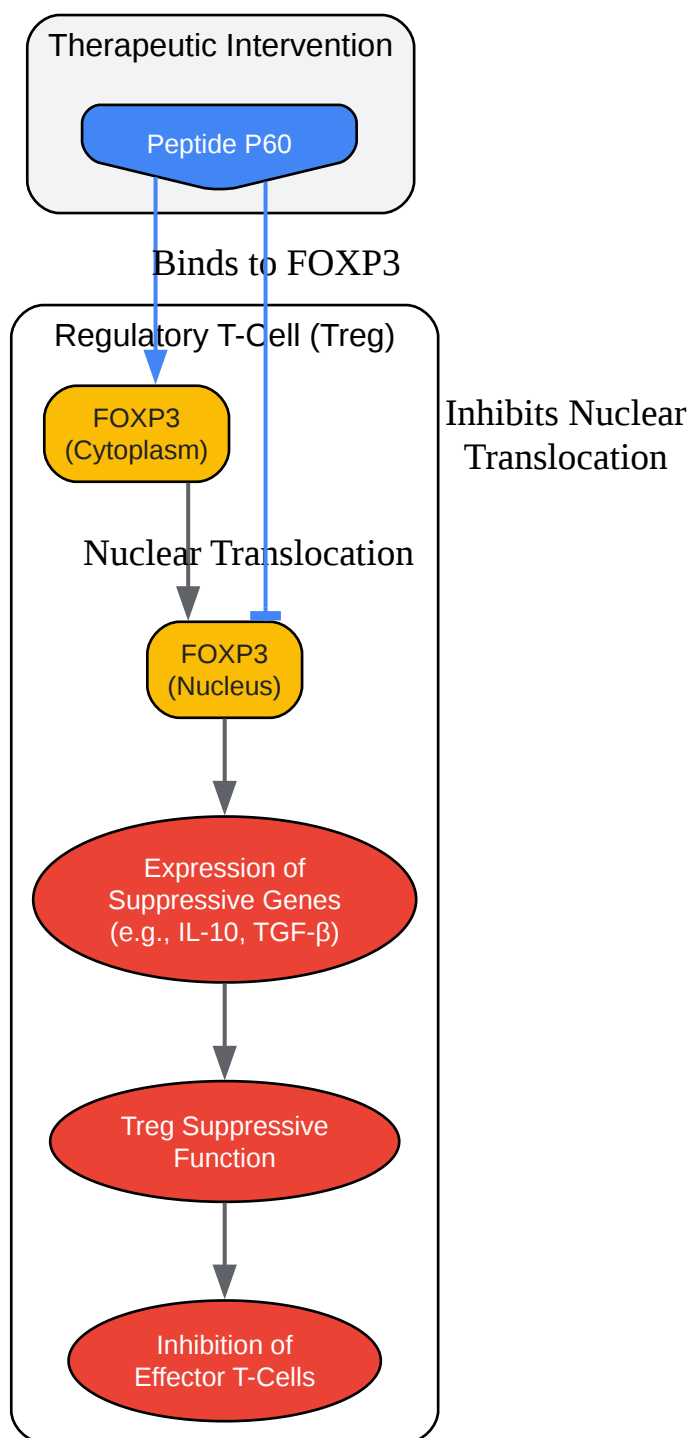 Therapeutic Intervention
Peptide P60
Binds to FOXP3
Regulatory T-Cell (Treg)
FOXP3
(Cytoplasm)
Inhibits Nuclear
Translocation
Nuclear Translocation
FOXP3
(Nucleus)
Expression of
Suppressive Genes
(e.g., IL-10, TGF-β)
Treg Suppressive
Function
Inhibition of
Effector T-Cells